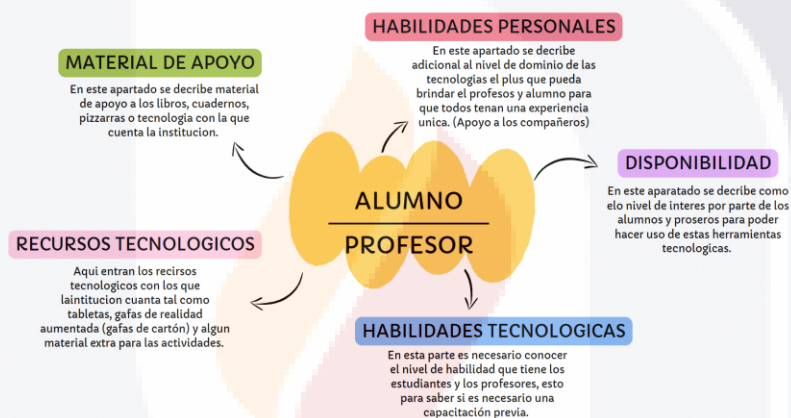 HABILIDADES PERSONALES
En este apartado se decribe
adicional al nivel de dominio de las
tecnologias el plus que pueda
brindar el profesos y alumno para
que todos tenan una experiencia
unica. (Apoyo a los compañeros)
MATERIAL DE APOYO
En este apartado se decribe material
de apoyo a los libros, cuadernos,
pizzarras o tecnologia con la que
cuenta la institucion.
DISPONIBILIDAD
En este aparatado se decribe como
elo nivel de interes por parte de los
alumnos y proseros para poder
hacer uso de estas herramientas
tecnologicas.
ALUMNO
PROFESOR
RECURSOS TECNOLOGICOS
Aqui entran los recirsos
tecnologicos con los que
laintitucion cuanta tal como
tabletas, gafas de realidad
aumentada (gafas de cartón) y algun
material extra para las actividades.
HABILIDADES TECNOLOGICAS
En esta parte es necesario conocer
el nivel de habilidad que tiene los
estudiantes y los profesores, esto
para saber si es necesario una
capacitación previa.